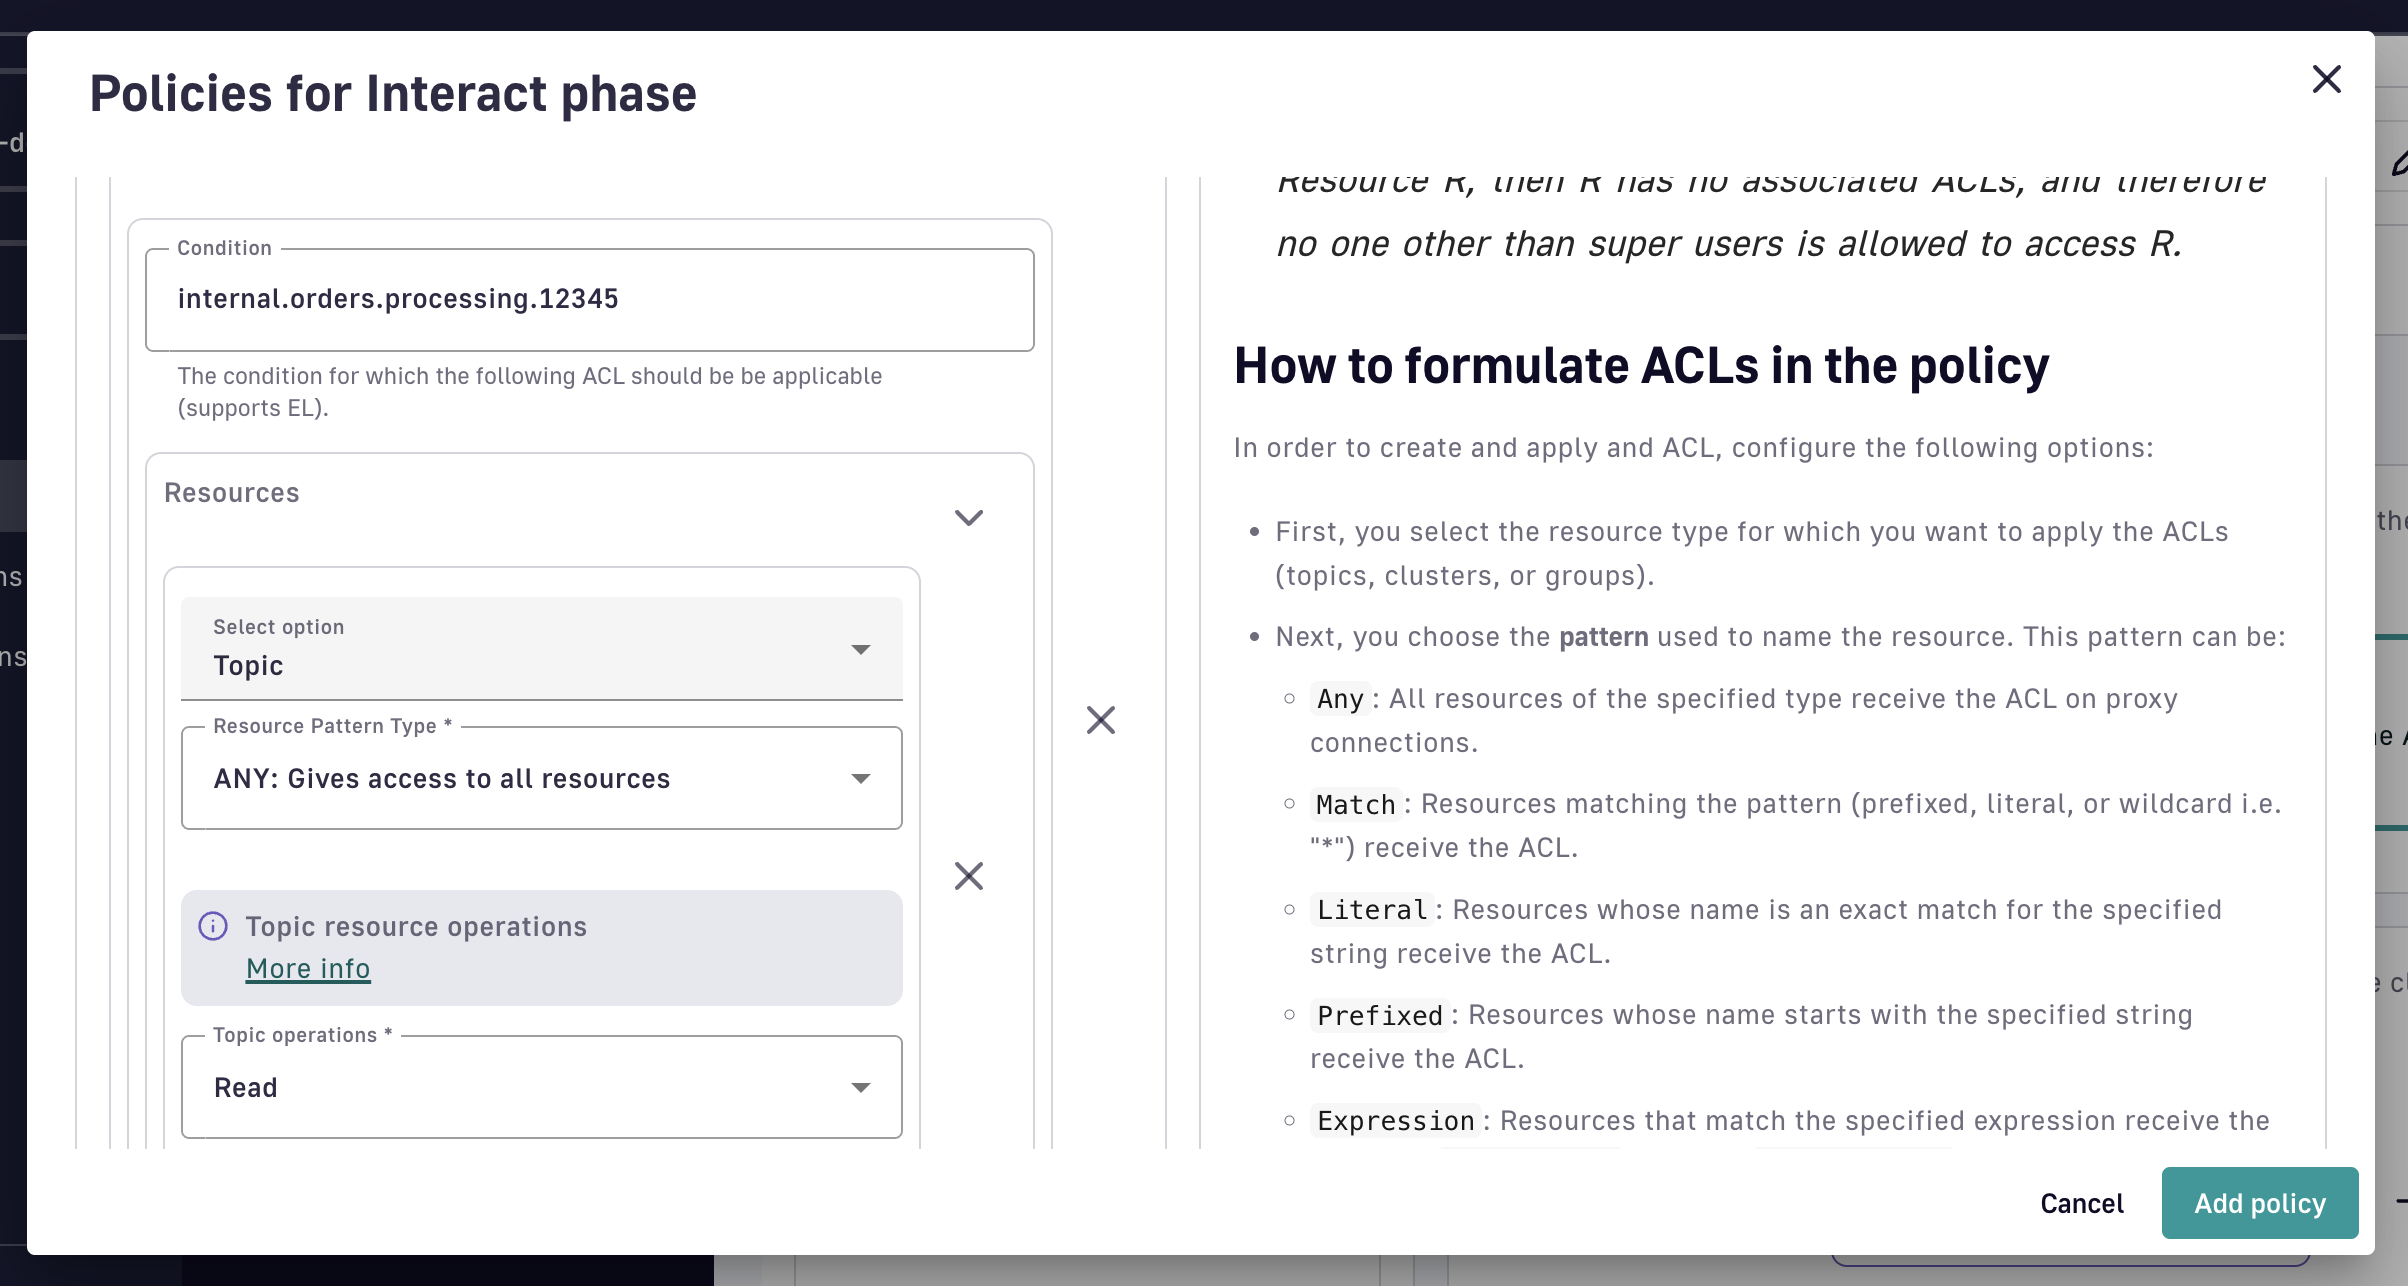 Policies for Interact phase
-d
Condition
internal.orders.processing.12345
The condition for which the following ACL should be be applicable
(supports EL).
Resources
Select option
Topic
Resource Pattern Type *
ANY: Gives access to all resources
Topic resource operations
More info
Topic operations *
Read
Resource R, then R has no associated ACLs, and therefore
no one other than super users is allowed to access R.
How to formulate ACLs in the policy
In order to create and apply and ACL, configure the following options:
• First, you select the resource type for which you want to apply the ACLs
(topics, clusters, or groups).
• Next, you choose the pattern used to name the resource. This pattern can be:
◦ Any: All resources of the specified type receive the ACL on proxy
connections.
◦ Match: Resources matching the pattern (prefixed, literal, or wildcard i.e.
"*") receive the ACL.
◦ Literal: Resources whose name is an exact match for the specified
string receive the ACL.
◦ Prefixed: Resources whose name starts with the specified string
receive the ACL.
◦ Expression: Resources that match the specified expression receive the
Cancel
Add policy